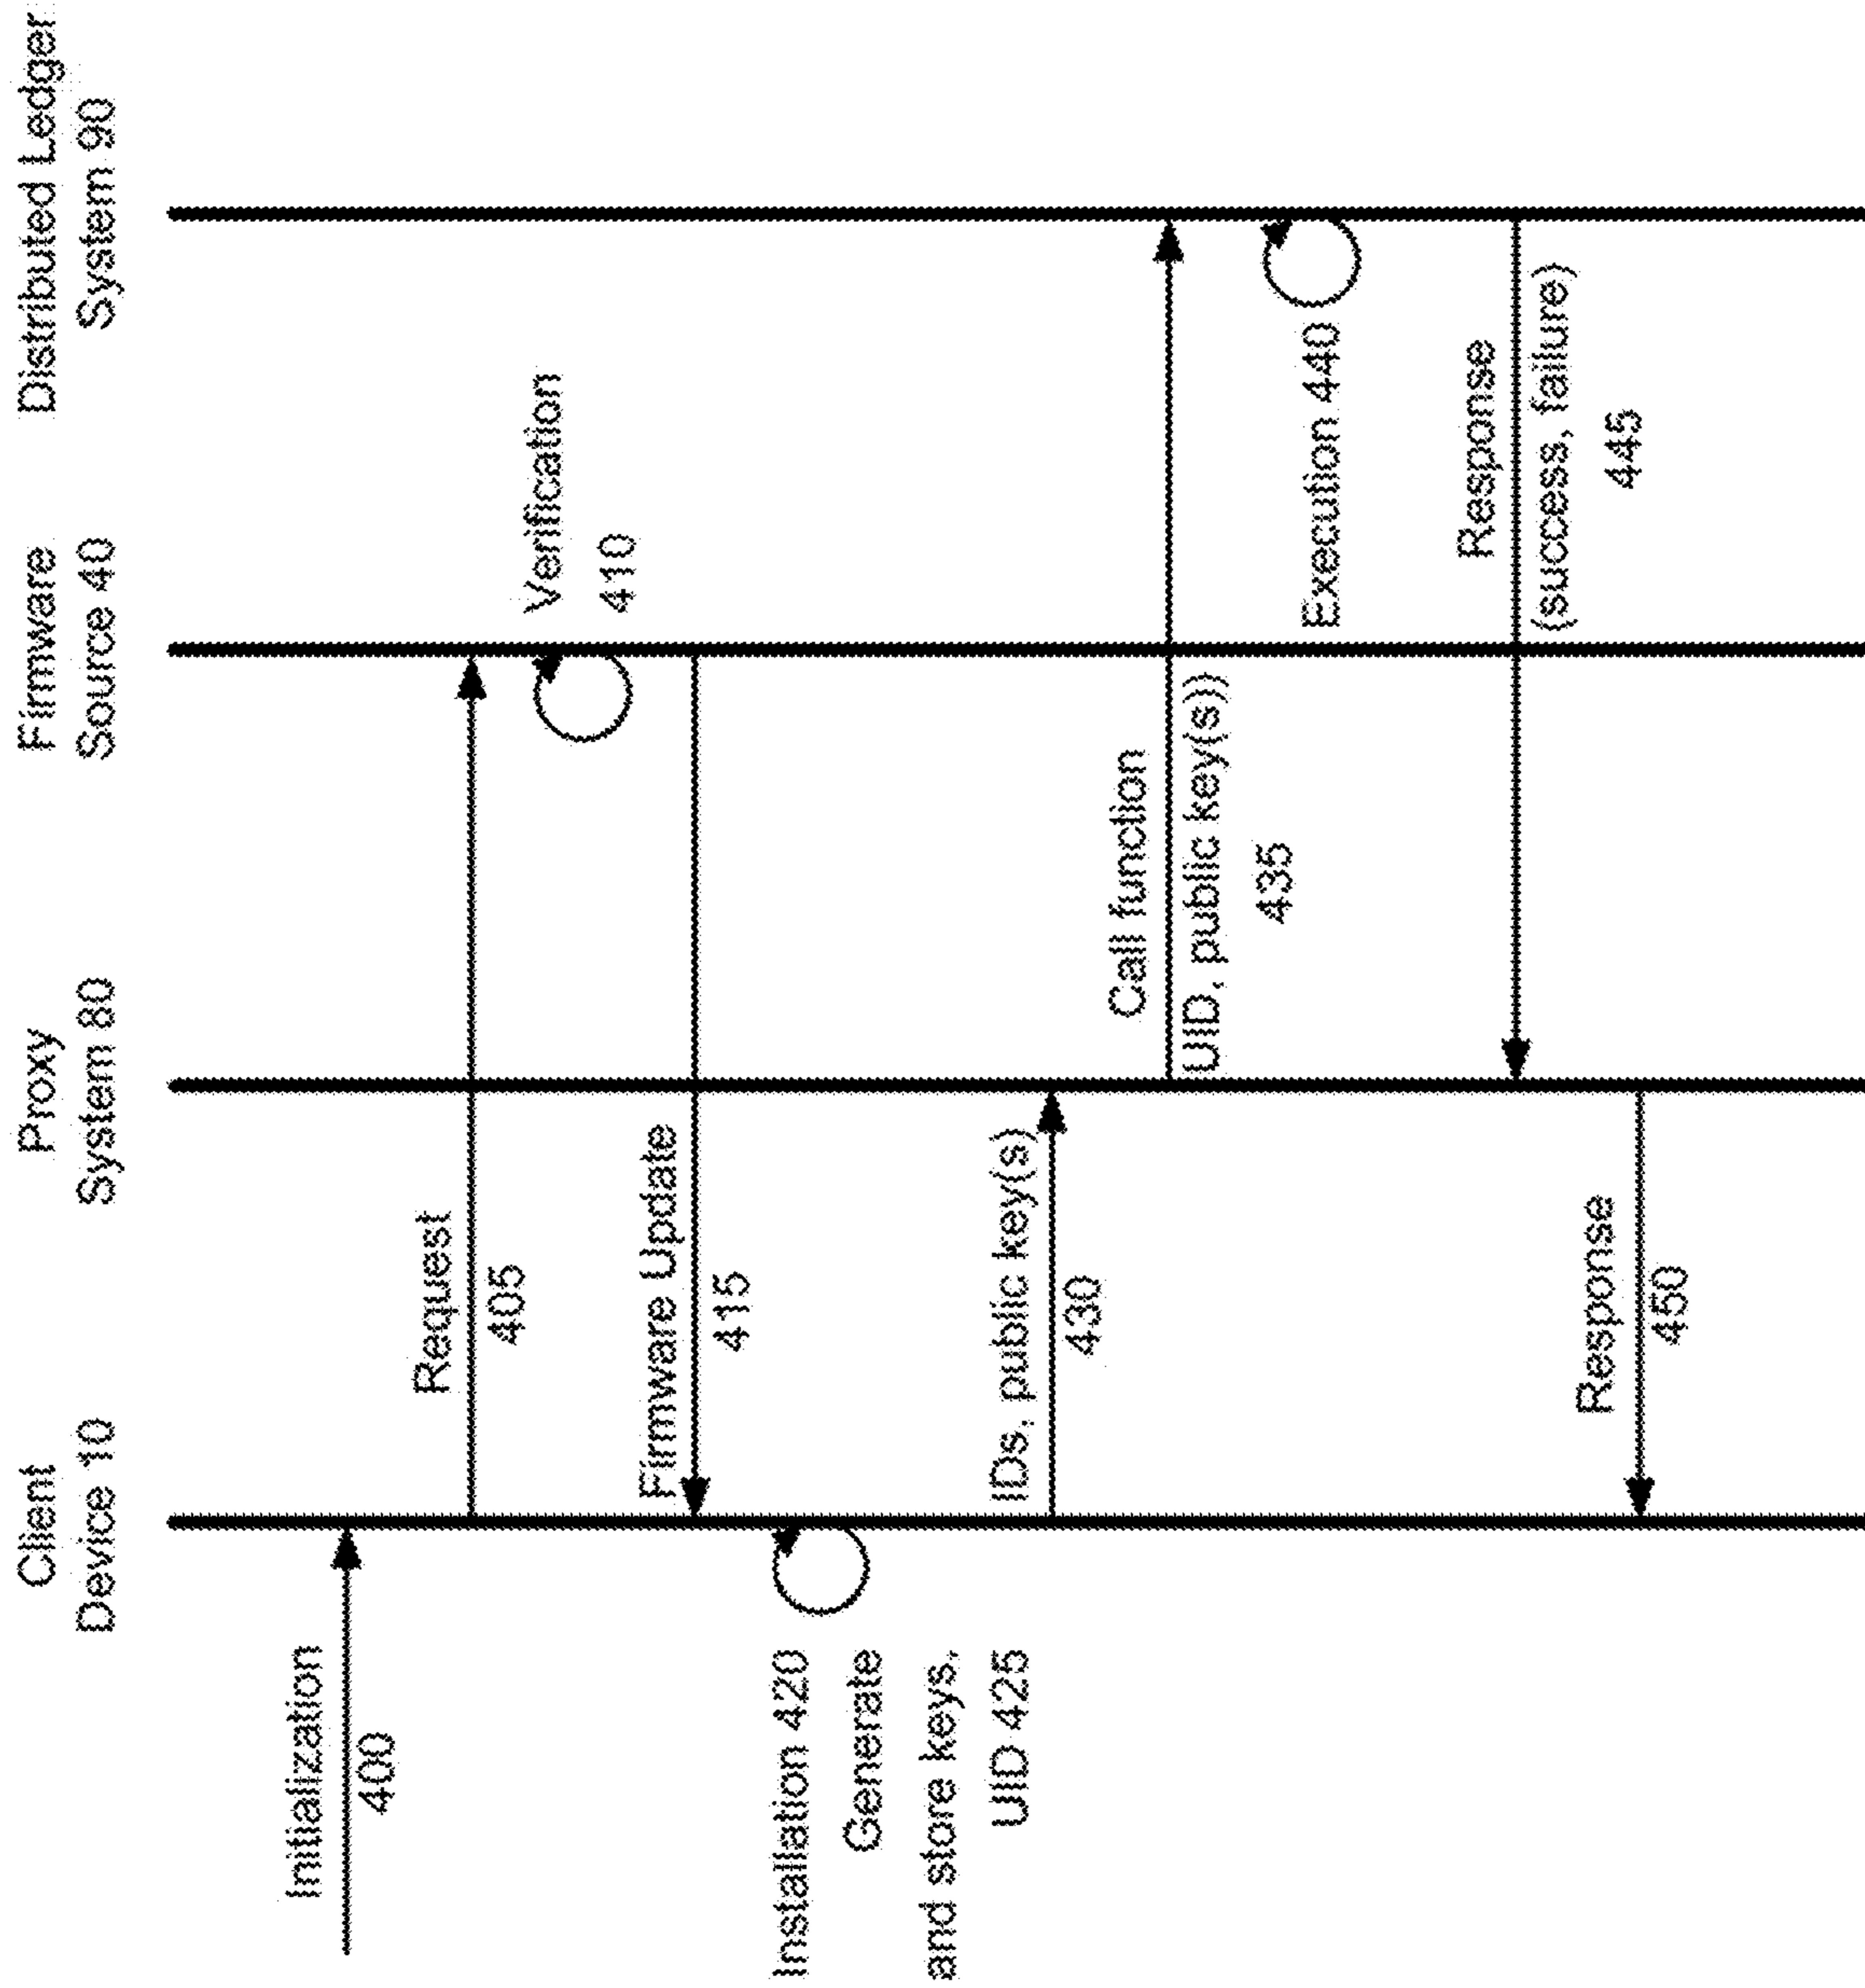 Client
Device 10
Proxy
System 80
Firmware
Source 40
Distributed Ledger
System 90
Initialization
400
Request
405
Verification
410
Firmware Update
415
Installation 420
Generate
and store keys,
UID 425
IDs, public key(s)
430
Call function
UID, public key(s))
435
Execution 440
Response
(success, failure)
445
Response
450